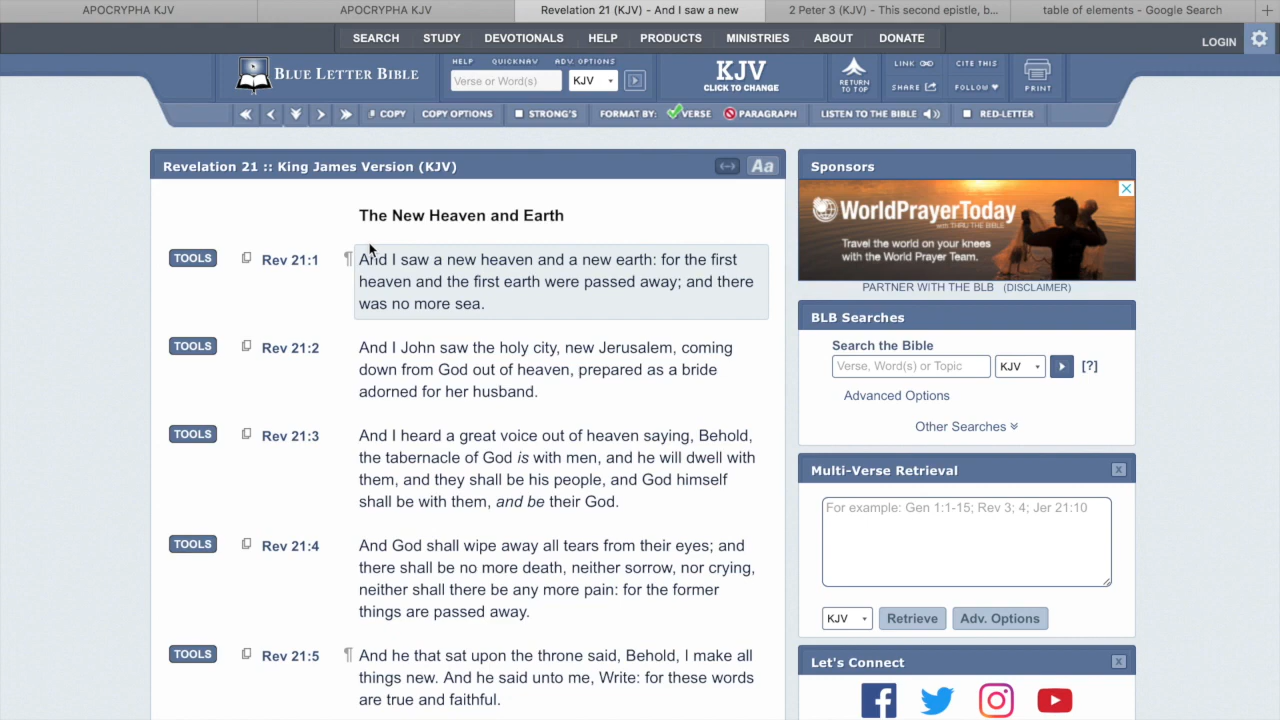 APOCRYPHA KJV
APOCRYPHA KJV
Revelation 21 (KJV) - And I saw a new
2 Peter 3 (KJV) - This second epistle, b...
table of elements - Google Search
SEARCH
STUDY
DEVOTIONALS
HELP
PRODUCTS
MINISTRIES
ABOUT
DONATE
LOGIN
BLUE LETTER BIBLE
HELP
QUICKNAV
ADV. OPTIONS
Verse or Word(s)
KJV
KJV
CLICK TO CHANGE
RETURN
TO TOP
LINK
CITE THIS
SHARE
FOLLOW
PRINT
COPY
COPY OPTIONS
STRONG'S
FORMAT BY:
VERSE
PARAGRAPH
LISTEN TO THE BIBLE
RED-LETTER
Revelation 21 :: King James Version (KJV)
Aa
The New Heaven and Earth
TOOLS
Rev 21:1
¶ And I saw a new heaven and a new earth: for the first
heaven and the first earth were passed away; and there
was no more sea.
TOOLS
Rev 21:2
And I John saw the holy city, new Jerusalem, coming
down from God out of heaven, prepared as a bride
adorned for her husband.
TOOLS
Rev 21:3
And I heard a great voice out of heaven saying, Behold,
the tabernacle of God is with men, and he will dwell with
them, and they shall be his people, and God himself
shall be with them, and be their God.
TOOLS
Rev 21:4
And God shall wipe away all tears from their eyes; and
there shall be no more death, neither sorrow, nor crying,
neither shall there be any more pain: for the former
things are passed away.
TOOLS
Rev 21:5
¶ And he that sat upon the throne said, Behold, I make all
things new. And he said unto me, Write: for these words
are true and faithful.
Sponsors
WorldPrayerToday
with THRU THE BIBLE
Travel the world on your knees
with the World Prayer Team.
PARTNER WITH THE BLB (DISCLAIMER)
BLB Searches
Search the Bible
Verse, Word(s) or Topic
KJV
[?]
Advanced Options
Other Searches
Multi-Verse Retrieval
X
For example: Gen 1:1-15; Rev 3; 4; Jer 21:10
KJV
Retrieve
Adv. Options
Let's Connect
X